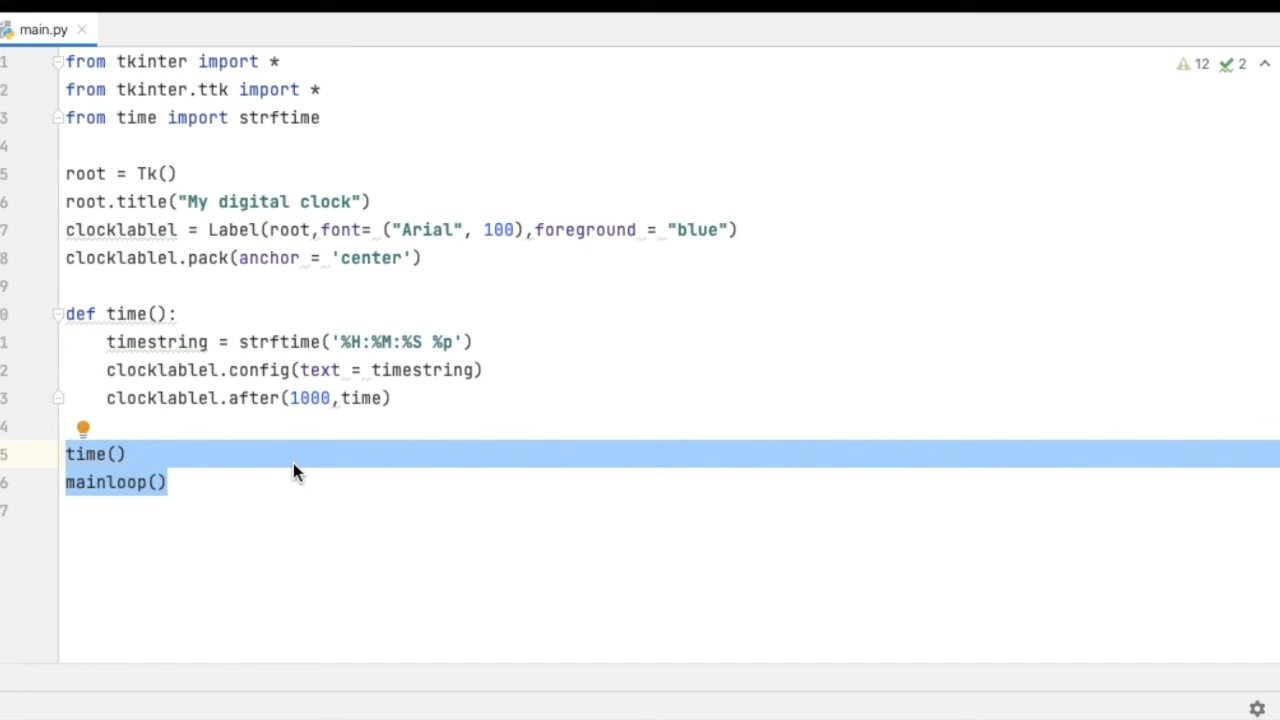 main.py
1 from tkinter import *
12 2
2 from tkinter.ttk import *
3 from time import strftime
4
5 root = Tk()
6 root.title("My digital clock")
7 clocklablel = Label(root,font= ("Arial", 100),foreground = "blue")
8 clocklablel.pack(anchor = 'center')
9
0 def time():
1 timestring = strftime('%H:%M:%S %p')
2 clocklablel.config(text = timestring)
3 clocklablel.after(1000,time)
4
5 time()
6 mainloop()
7